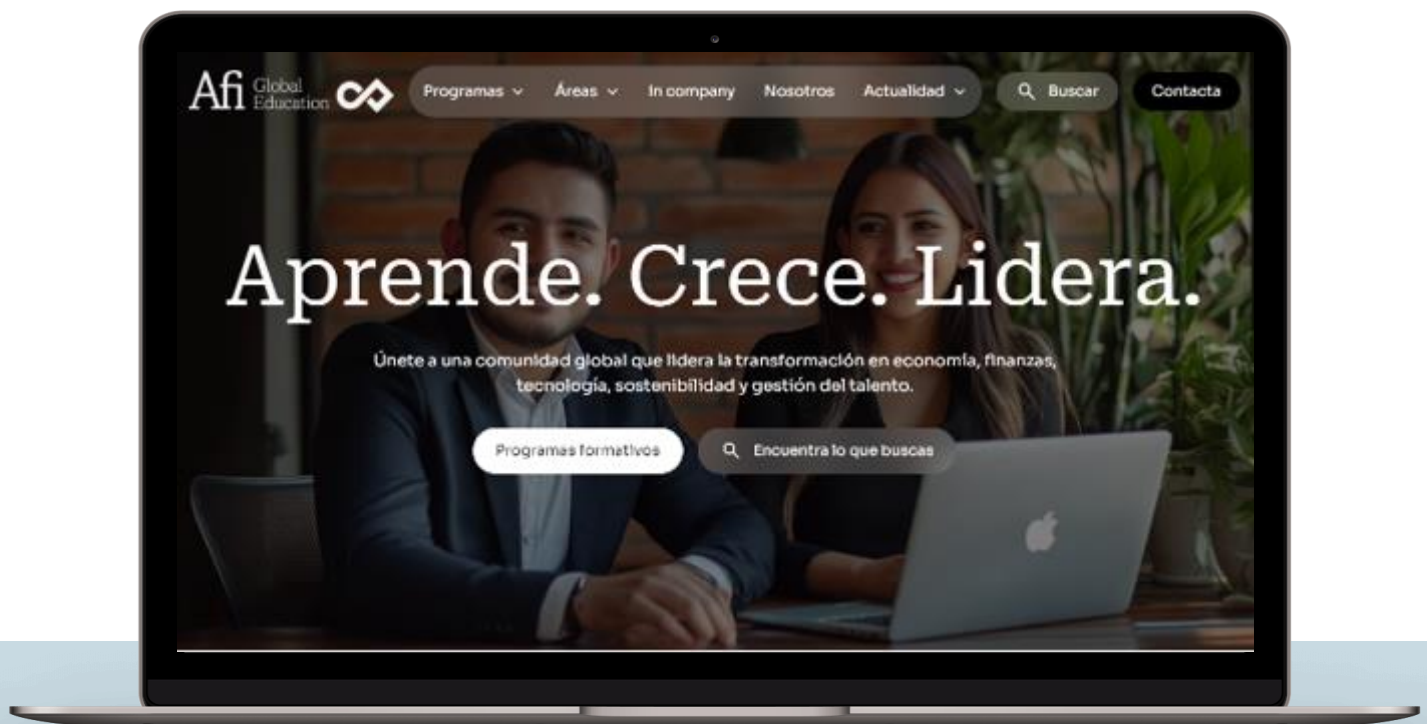 Afi Global
Education
Programas
Áreas
In company
Nosotros
Actualidad
Buscar
Contacta
Aprende. Crece. Lidera.
Únete a una comunidad global que lidera la transformación en economía, finanzas,
tecnología, sostenibilidad y gestión del talento.
Programas formativos
Encuentra lo que buscas